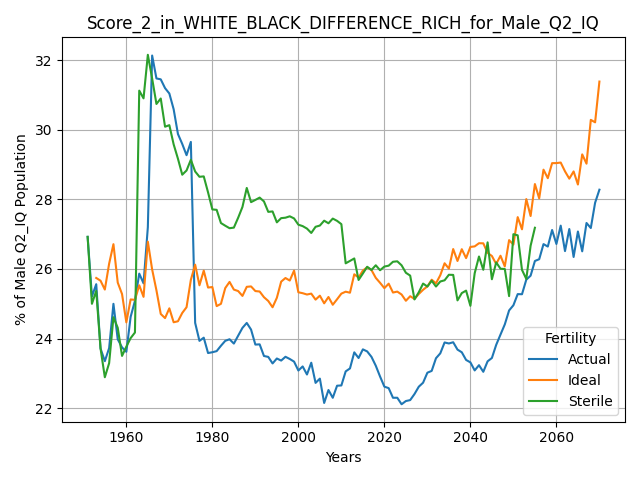 Score_2_in_WHITE_BLACK_DIFFERENCE_RICH_for_Male_Q2_IQ
% of Male Q2_IQ Population
32
30
28
26
24
22
1960
1980
2000
2020
2040
2060
Years
Fertility
Actual
Ideal
Sterile